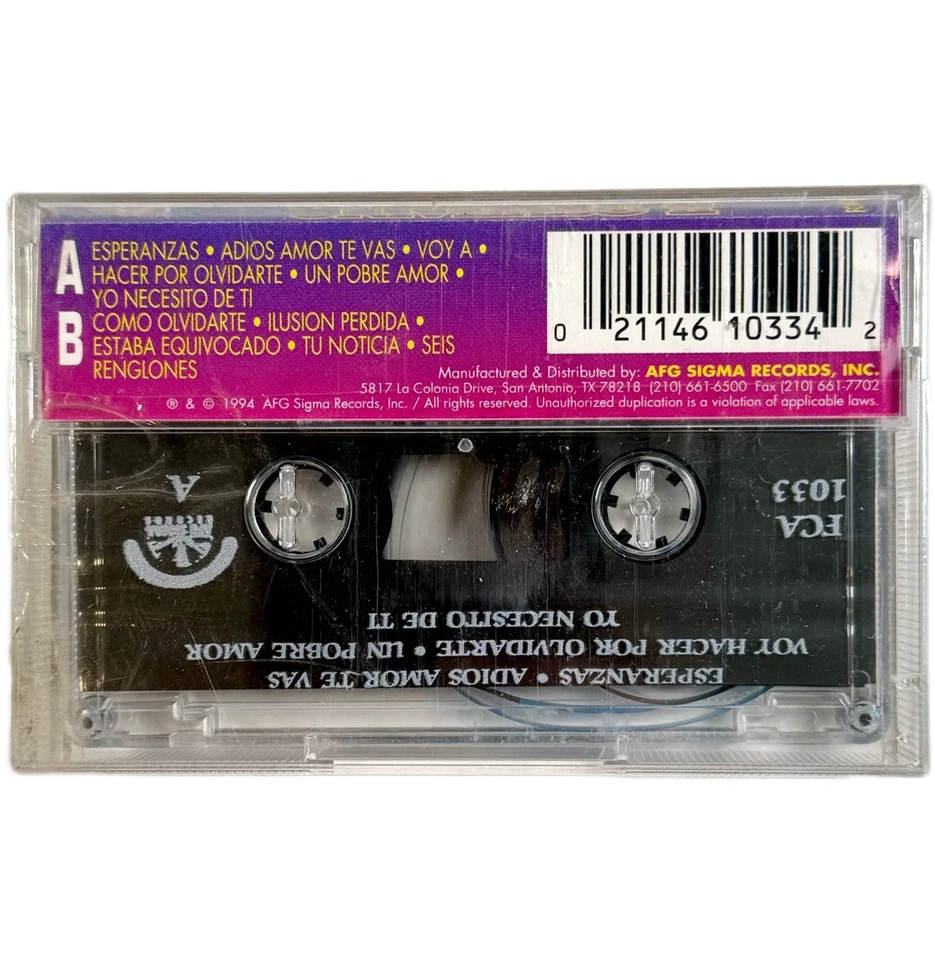 A
ESPERANZAS • ADIOS AMOR TE VAS • VOY A •
HACER POR OLVIDARTE • UN POBRE AMOR •
YO NECESITO DE TI
B
COMO OLVIDARTE • ILUSION PERDIDA •
ESTABA EQUIVOCADO • TU NOTICIA • SEIS
RENGLONES
0 21146 10334 2
Manufactured & Distributed by: AFG SIGMA RECORDS, INC.
5817 La Colonia Drive, San Antonio, TX 78218 (210) 661-6500 Fax (210) 661-7702
℗ & © 1994 AFG Sigma Records, Inc. / All rights reserved. Unauthorized duplication is a violation of applicable laws.
ESPERANZAS • ADIOS AMOR TE VAS
VOY HACER POR OLVIDARTE • UN POBRE AMOR
YO NECESITO DE TI
FCA
1033
A